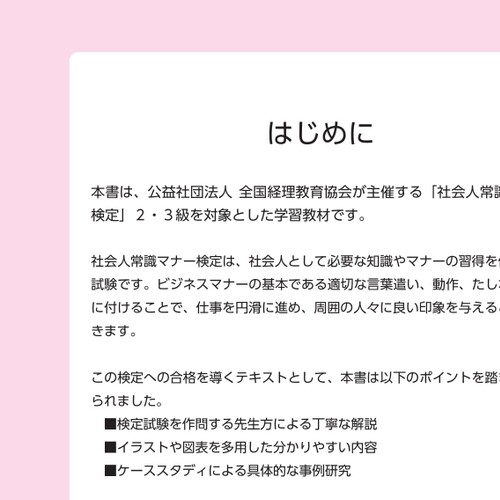 はじめに
本書は、公益社団法人 全国経理教育協会が主催する「社会人常識
検定」２・３級を対象とした学習教材です。
社会人常識マナー検定は、社会人として必要な知識やマナーの習得を
試験です。ビジネスマナーの基本である適切な言葉遣い、動作、たし
に付けることで、仕事を円滑に進め、周囲の人々に良い印象を与える
きます。
この検定への合格を導くテキストとして、本書は以下のポイントを踏
られました。
■検定試験を作問する先生方による丁寧な解説
■イラストや図表を多用した分かりやすい内容
■ケーススタディによる具体的な事例研究